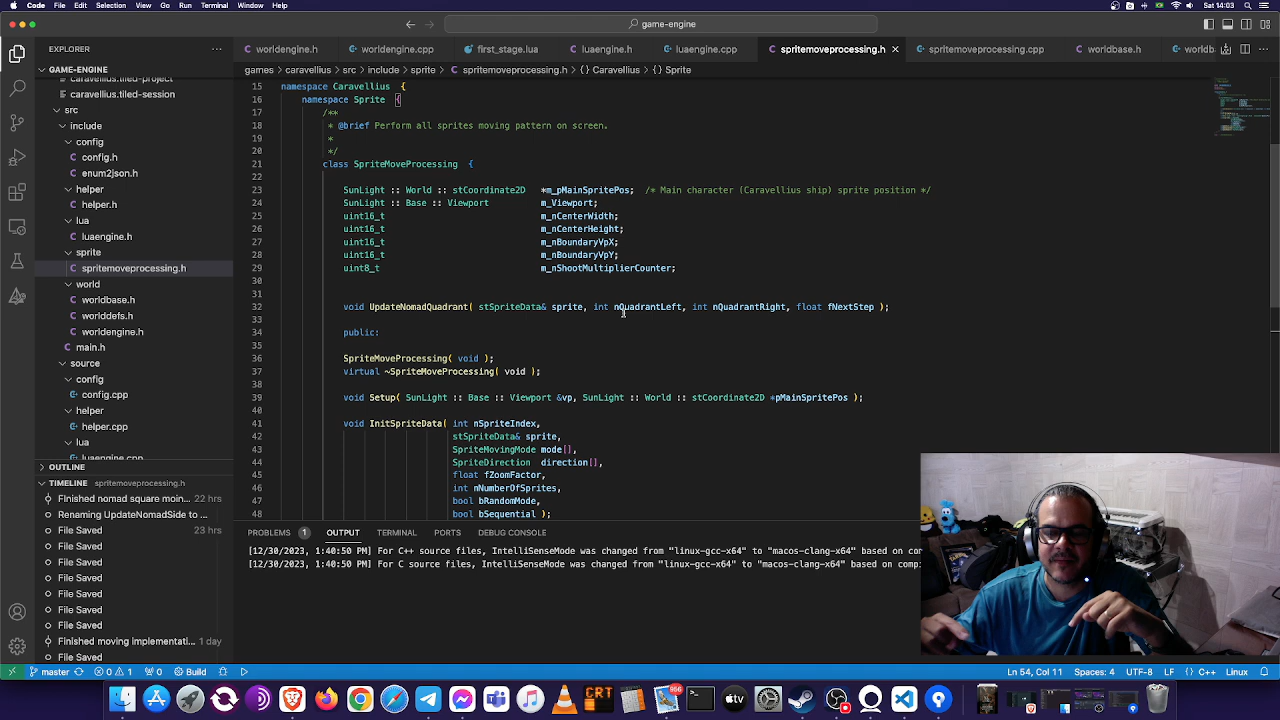 Code File Edit Selection View Go Run Terminal Window Help
Sat 14:03
game-engine
EXPLORER
worldengine.h
worldengine.cpp
first_stage.lua
luaengine.h
luaengine.cpp
spritemoveprocessing.h
spritemoveprocessing.cpp
worldbase.h
worldb
GAME-ENGINE
games > caravellius > src > include > sprite > spritemoveprocessing.h > Caravellius > Sprite
caravellius.tiled-project
caravellius.tiled-session
src
include
config
config.h
enum2json.h
helper
helper.h
lua
luaengine.h
sprite
spritemoveprocessing.h
world
worldbase.h
worlddefs.h
worldengine.h
main.h
source
config
config.cpp
helper
helper.cpp
lua
luaengine.cpp
OUTLINE
TIMELINE spritemoveprocessing.h
FInished nomad square moin... 22 hrs
Renaming UpdateNomadSide to ...
File Saved 23 hrs
File Saved
File Saved
File Saved
File Saved
File Saved
File Saved
Finished moving implementati... 1 day
File Saved
15 namespace Caravellius {
16 namespace Sprite {
17 /**
18 * @brief Perform all sprites moving pattern on screen.
19 *
20 */
21 class SpriteMoveProcessing {
22
23 SunLight :: World :: stCoordinate2D *m_pMainSpritePos; /* Main character (Caravellius ship) sprite position */
24 SunLight :: Base :: Viewport m_Viewport;
25 uint16_t m_nCenterWidth;
26 uint16_t m_nCenterHeight;
27 uint16_t m_nBoundaryVpX;
28 uint16_t m_nBoundaryVpY;
29 uint8_t m_nShootMultiplierCounter;
30
31
32 void UpdateNomadQuadrant( stSpriteData& sprite, int nQuadrantLeft, int nQuadrantRight, float fNextStep );
33
34 public:
35
36 SpriteMoveProcessing( void );
37 virtual ~SpriteMoveProcessing( void );
38
39 void Setup( SunLight :: Base :: Viewport &vp, SunLight :: World :: stCoordinate2D *pMainSpritePos );
40
41 void InitSpriteData( int nSpriteIndex,
42 stSpriteData& sprite,
43 SpriteMovingMode mode[],
44 SpriteDirection direction[],
45 float fZoomFactor,
46 int nNumberOfSprites,
47 bool bRandomMode,
48 bool bSequential );
PROBLEMS 1 OUTPUT TERMINAL PORTS DEBUG CONSOLE
[12/30/2023, 1:40:50 PM] For C++ source files, IntelliSenseMode was changed from "linux-gcc-x64" to "macos-clang-x64" based on co
[12/30/2023, 1:40:50 PM] For C source files, IntelliSenseMode was changed from "linux-gcc-x64" to "macos-clang-x64" based on compi
master 0 1 0 Build
Ln 54, Col 11 Spaces: 4 UTF-8 LF {} C++ Linux
CRT
956